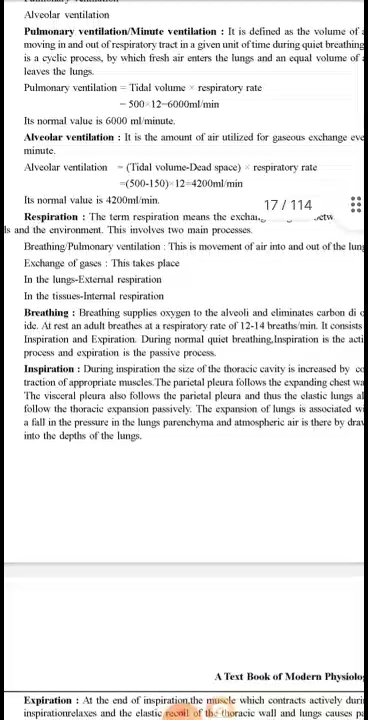 Alveolar ventilation
Pulmonary ventilation/Minute ventilation : It is defined as the volume of
moving in and out of respiratory tract in a given unit of time during quiet breathing
is a cyclic process, by which fresh air enters the lungs and an equal volume of
leaves the lungs.
Pulmonary ventilation = Tidal volume × respiratory rate
= 500×12=6000ml/min
Its normal value is 6000 ml/minute.
Alveolar ventilation : It is the amount of air utilized for gaseous exchange eve
minute.
Alveolar ventilation = (Tidal volume-Dead space) × respiratory rate
=(500-150)×12=4200ml/min
Its normal value is 4200ml/min.
17 / 114
Respiration : The term respiration means the exchan
ls and the environment. This involves two main processes.
Breathing/Pulmonary ventilation : This is movement of air into and out of the lun
Exchange of gases : This takes place
In the lungs-External respiration
In the tissues-Internal respiration
Breathing : Breathing supplies oxygen to the alveoli and eliminates carbon di o
ide. At rest an adult breathes at a respiratory rate of 12-14 breaths/min. It consists
Inspiration and Expiration. During normal quiet breathing,Inspiration is the acti
process and expiration is the passive process.
Inspiration : During inspiration the size of the thoracic cavity is increased by co
traction of appropriate muscles.The parietal pleura follows the expanding chest wa
The visceral pleura also follows the parietal pleura and thus the elastic lungs al
follow the thoracic expansion passively. The expansion of lungs is associated wi
a fall in the pressure in the lungs parenchyma and atmospheric air is there by draw
into the depths of the lungs.
A Text Book of Modern Physiolo
Expiration : At the end of inspiration,the muscle which contracts actively duri
inspirationrelaxes and the elastic recoil of the thoracic wall and lungs causes pa